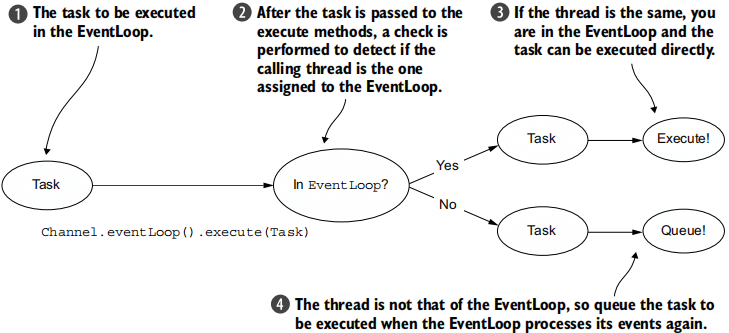 1 The task to be executed
in the EventLoop.
2 After the task is passed to the
execute methods, a check is
performed to detect if the
calling thread is the one
assigned to the EventLoop.
3 If the thread is the same, you
are in the EventLoop and the
task can be executed directly.
Task
In EventLoop?
Yes
No
Task
Execute!
Task
Queue!
Channel.eventLoop().execute(Task)
4 The thread is not that of the EventLoop, so queue the task to
be executed when the EventLoop processes its events again.